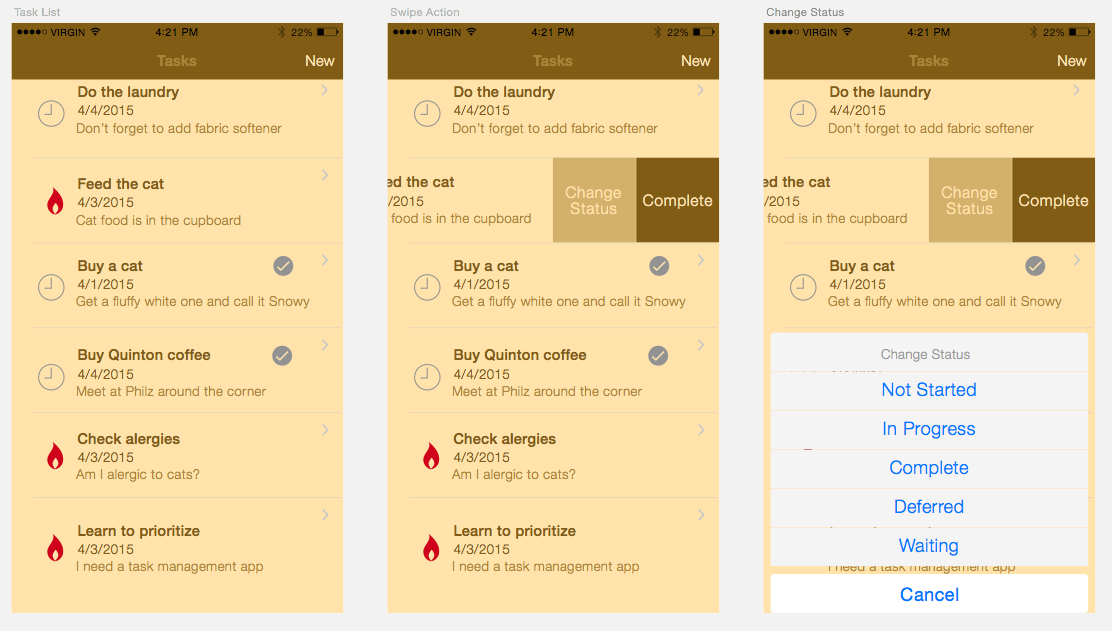 Task List
VIRGIN 4:21 PM 22%
Tasks New
Do the laundry
4/4/2015
Don't forget to add fabric softener
Feed the cat
4/3/2015
Cat food is in the cupboard
Buy a cat
4/1/2015
Get a fluffy white one and call it Snowy
Buy Quinton coffee
4/4/2015
Meet at Philz around the corner
Check alergies
4/3/2015
Am I alergic to cats?
Learn to prioritize
4/3/2015
I need a task management app
Swipe Action
VIRGIN 4:21 PM 22%
Tasks New
Do the laundry
4/4/2015
Don't forget to add fabric softener
ed the cat
/2015
food is in the cupboard
Change
Status
Complete
Buy a cat
4/1/2015
Get a fluffy white one and call it Snowy
Buy Quinton coffee
4/4/2015
Meet at Philz around the corner
Check alergies
4/3/2015
Am I alergic to cats?
Learn to prioritize
4/3/2015
I need a task management app
Change Status
VIRGIN 4:21 PM 22%
Tasks New
Do the laundry
4/4/2015
Don't forget to add fabric softener
ed the cat
/2015
food is in the cupboard
Change
Status
Complete
Buy a cat
4/1/2015
Get a fluffy white one and call it Snowy
Change Status
Not Started
In Progress
Complete
Deferred
Waiting
I need a task management app
Cancel